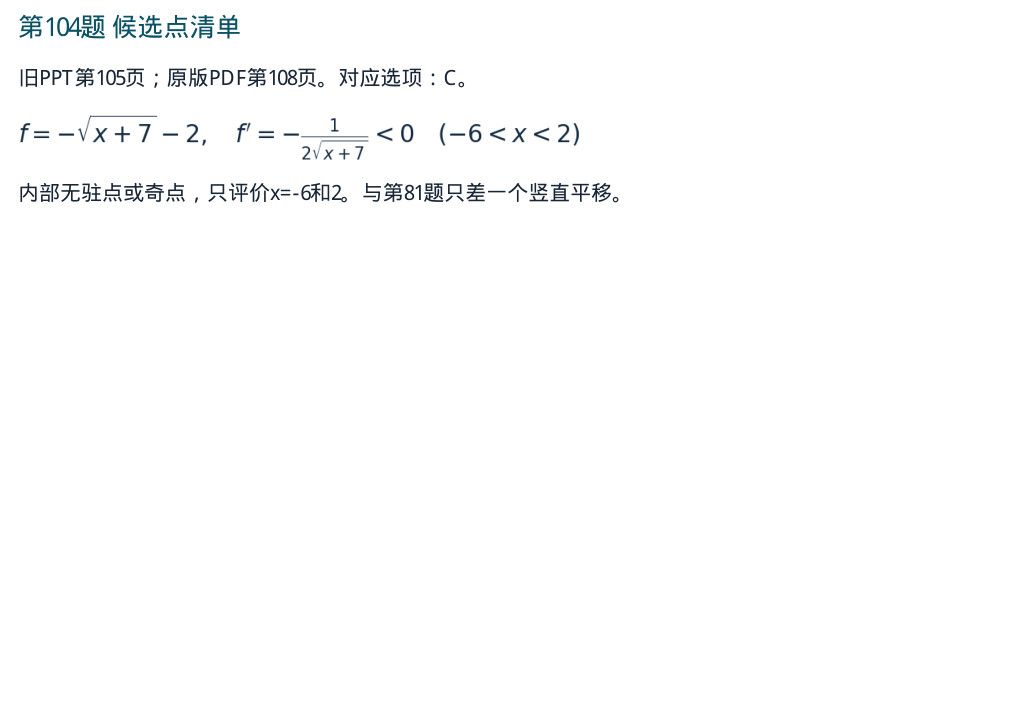 第104题 候选点清单
旧PPT第105页；原版PDF第108页。对应选项：C。
f = −√(x + 7) − 2, f′ = −1/(2√(x + 7)) < 0 (−6 < x < 2)
内部无驻点或奇点，只评价x=-6和2。与第81题只差一个竖直平移。